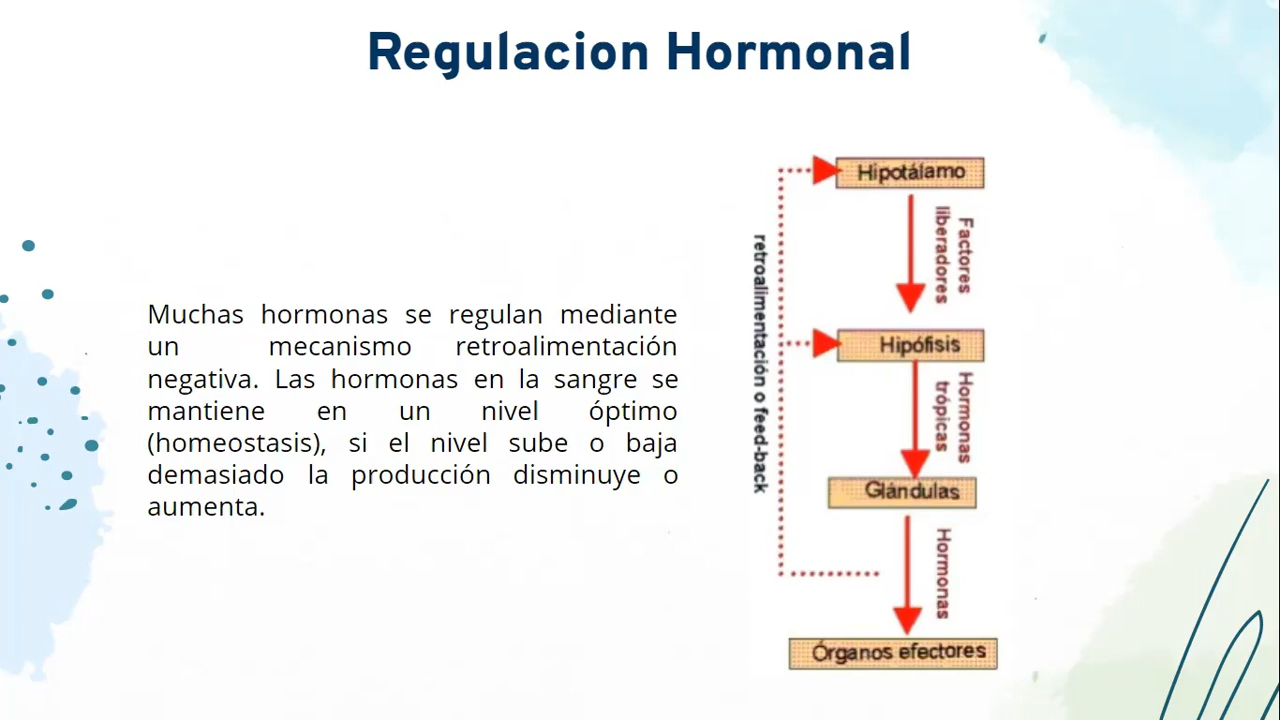 Regulacion Hormonal
Muchas hormonas se regulan mediante
un mecanismo retroalimentación
negativa. Las hormonas en la sangre se
mantiene en un nivel óptimo
(homeostasis), si el nivel sube o baja
demasiado la producción disminuye o
aumenta.
Hipotálamo
Factores
liberadores
retroalimentación o feed-back
Hipófisis
Hormonas
trópicas
Glándulas
Hormonas
Órganos efectores